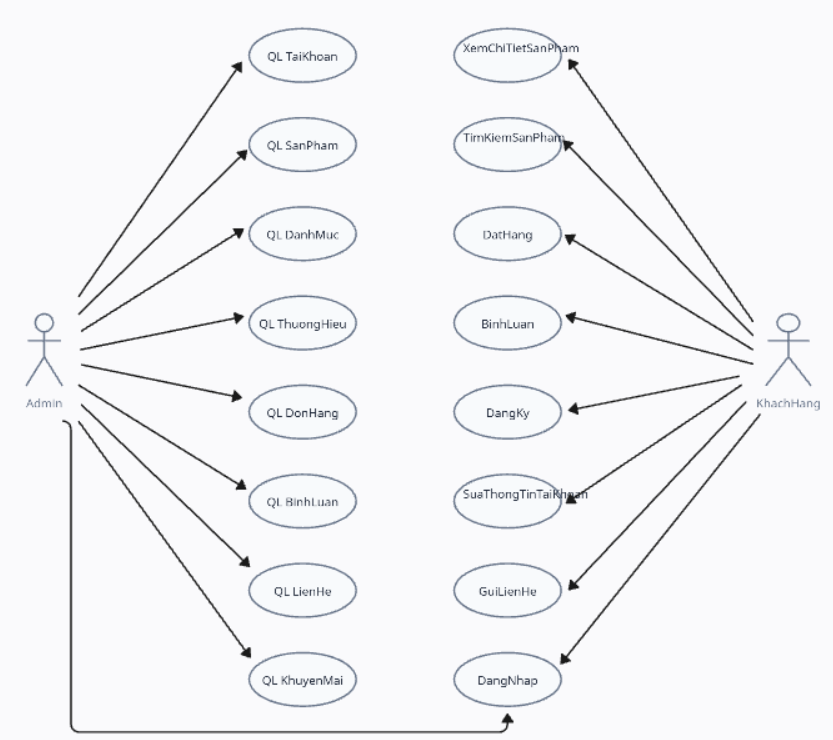 QL TaiKhoan
XemChiTietSanPham
QL SanPham
TimKiemSanPham
QL DanhMuc
DatHang
QL ThuongHieu
BinhLuan
Admin
KhachHang
QL DonHang
DangKy
QL BinhLuan
SuaThongTinTaiKhoan
QL LienHe
GuiLienHe
QL KhuyenMai
DangNhap